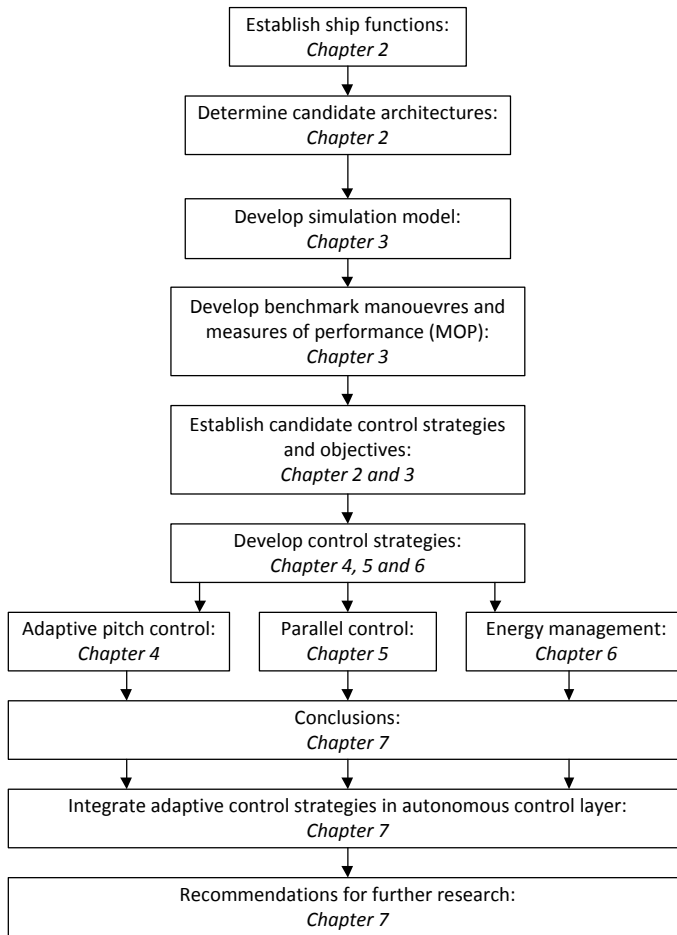 Establish ship functions:
Chapter 2
Determine candidate architectures:
Chapter 2
Develop simulation model:
Chapter 3
Develop benchmark manouevres and
measures of performance (MOP):
Chapter 3
Establish candidate control strategies
and objectives:
Chapter 2 and 3
Develop control strategies:
Chapter 4, 5 and 6
Adaptive pitch control:
Chapter 4
Parallel control:
Chapter 5
Energy management:
Chapter 6
Conclusions:
Chapter 7
Integrate adaptive control strategies in autonomous control layer:
Chapter 7
Recommendations for further research:
Chapter 7